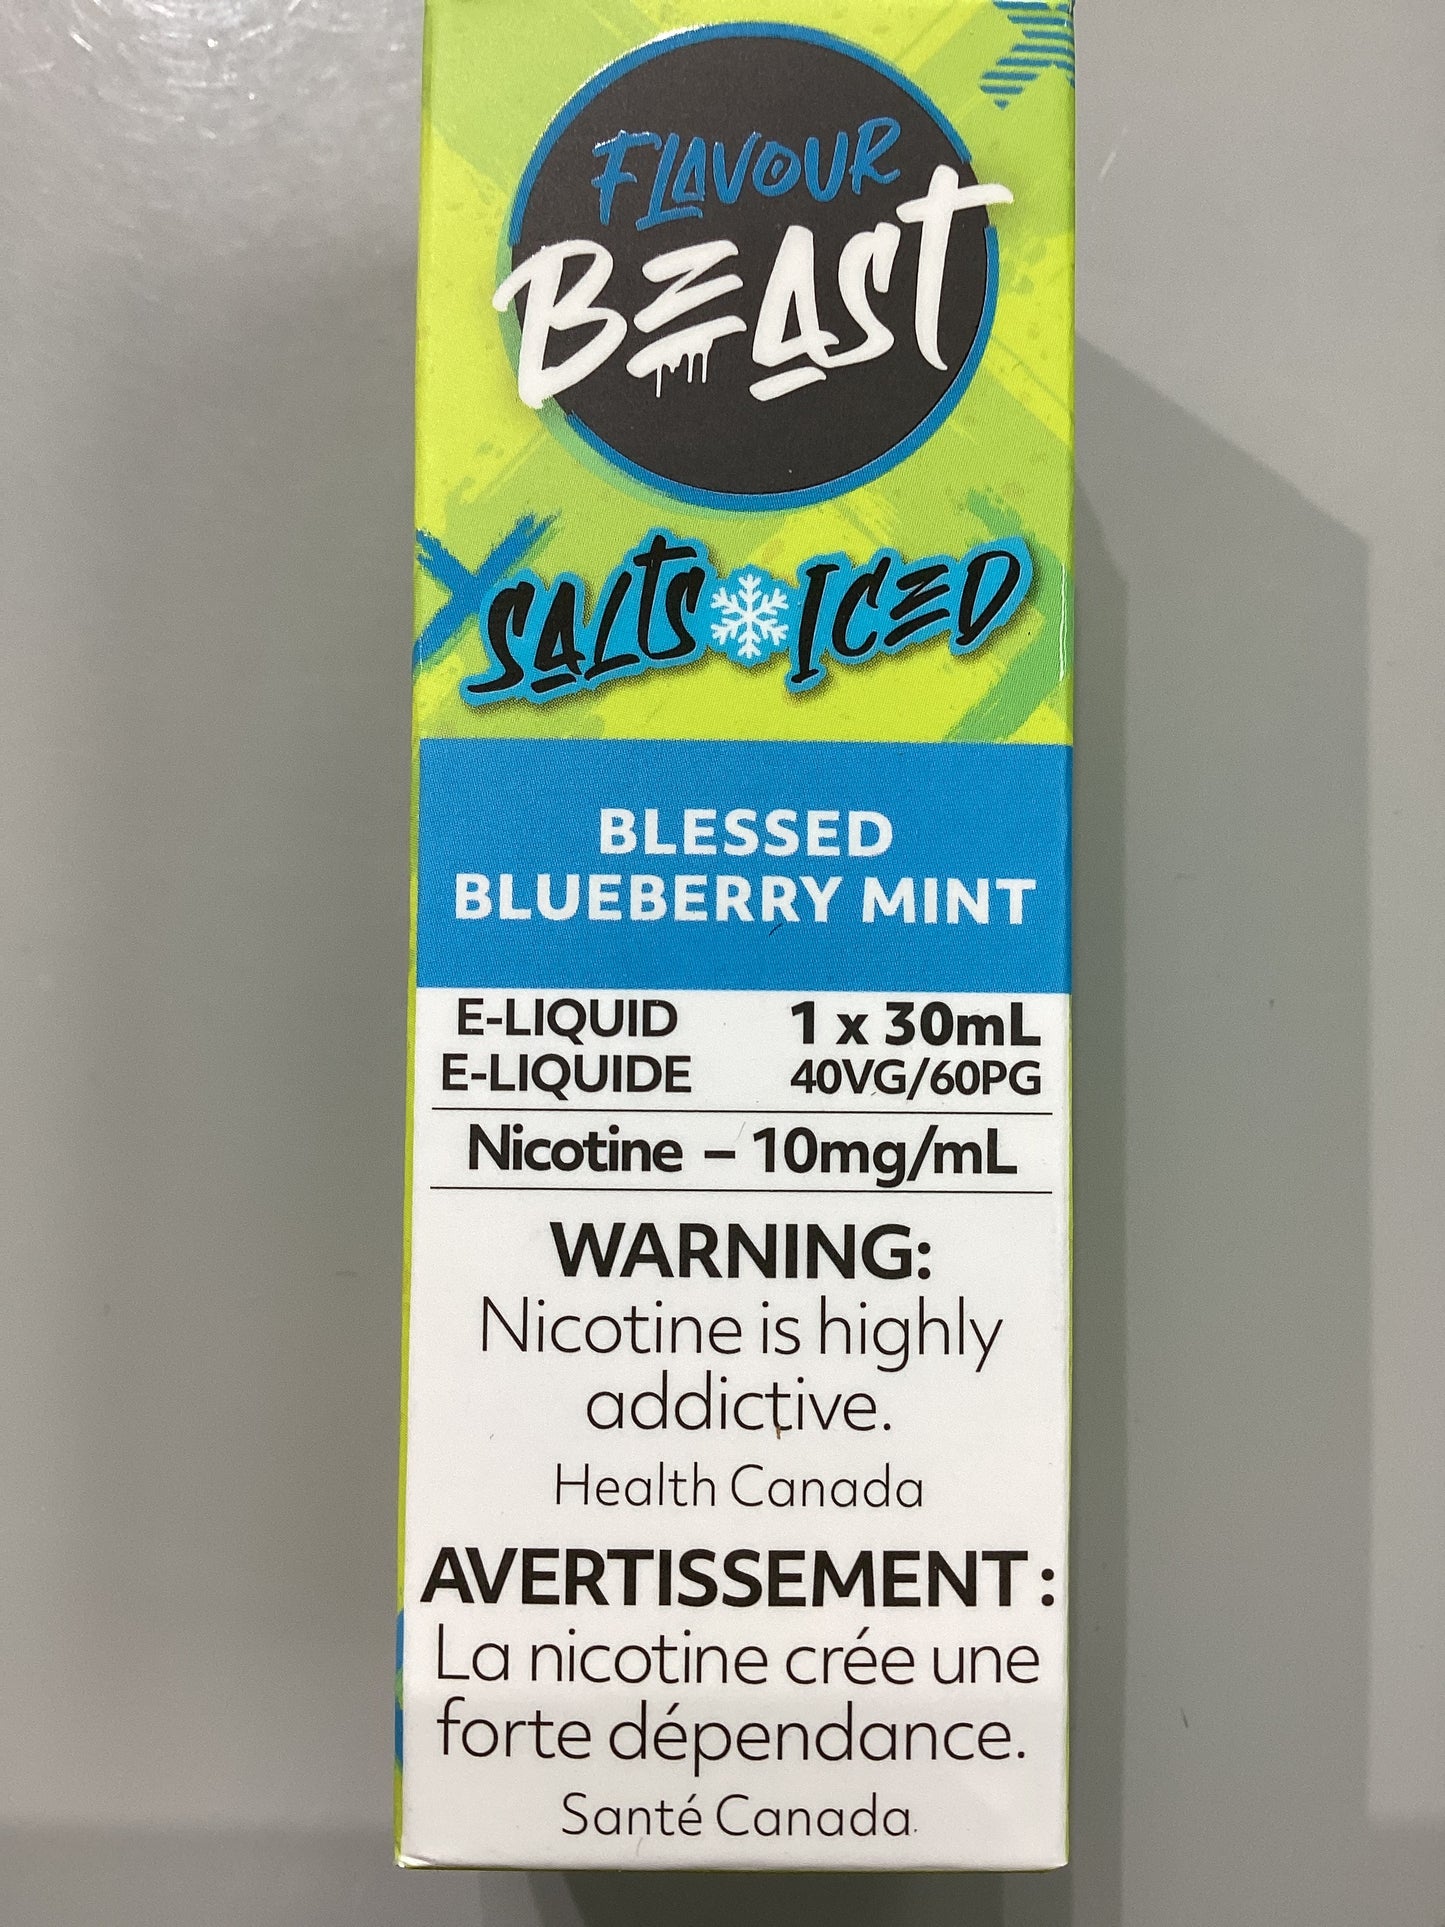 FLAVOUR
BEAST
SALTS ICED
BLESSED
BLUEBERRY MINT
E-LIQUID 1 x 30mL
E-LIQUIDE 40VG/60PG
Nicotine – 10mg/mL
WARNING:
Nicotine is highly
addictive.
Health Canada
AVERTISSEMENT :
La nicotine crée une
forte dépendance.
Santé Canada